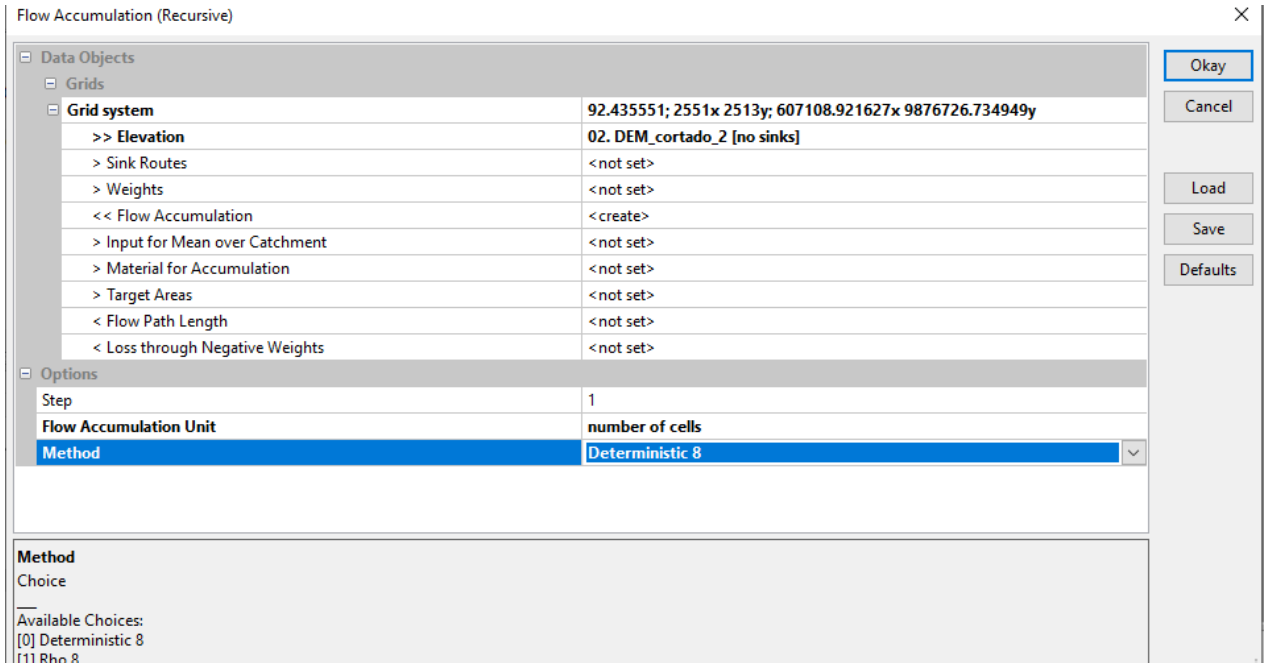 Flow Accumulation (Recursive)
Data Objects
Okay
Grids
Grid system 92.435551; 2551x 2513y; 607108.921627x 9876726.734949y
Cancel
>> Elevation 02. DEM_cortado_2 [no sinks]
> Sink Routes <not set>
> Weights <not set>
Load
<< Flow Accumulation <create>
Save
> Input for Mean over Catchment <not set>
> Material for Accumulation <not set>
Defaults
> Target Areas <not set>
< Flow Path Length <not set>
< Loss through Negative Weights <not set>
Options
Step 1
Flow Accumulation Unit number of cells
Method Deterministic 8
Method
Choice
__
Available Choices:
[0] Deterministic 8
[1] Rho 8